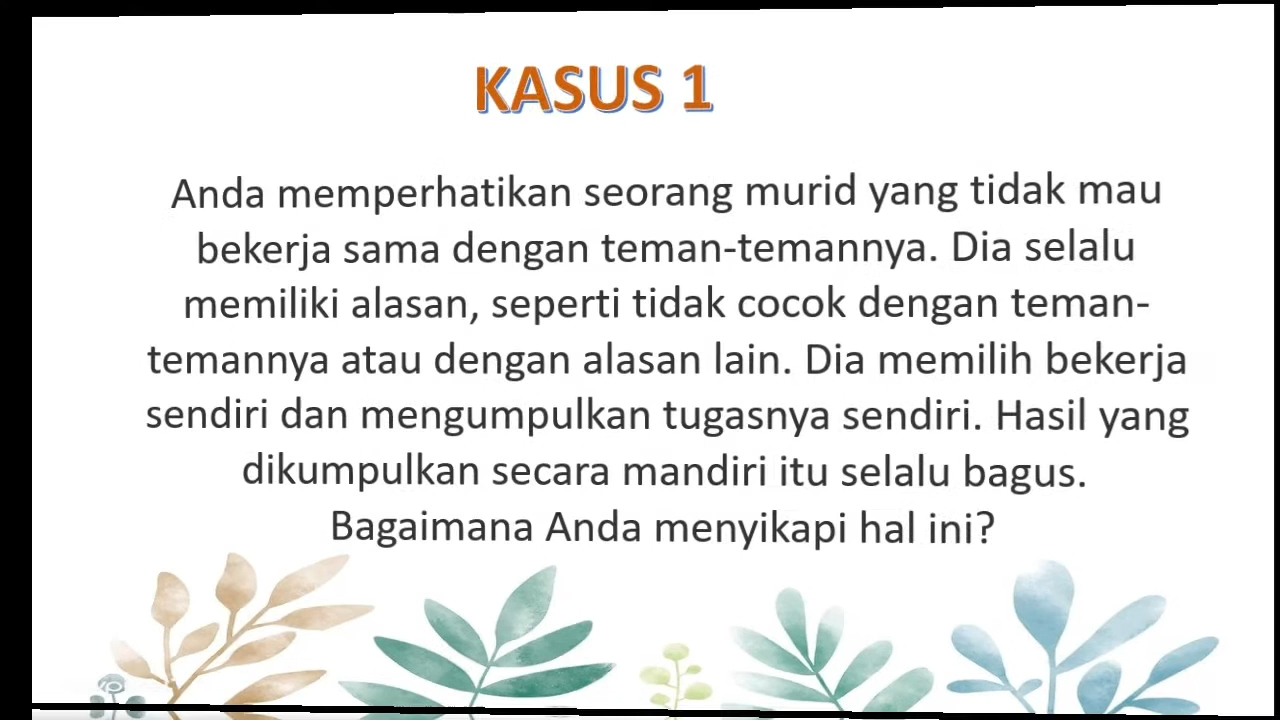 KASUS 1
Anda memperhatikan seorang murid yang tidak mau
bekerja sama dengan teman-temannya. Dia selalu
memiliki alasan, seperti tidak cocok dengan teman-
temannya atau dengan alasan lain. Dia memilih bekerja
sendiri dan mengumpulkan tugasnya sendiri. Hasil yang
dikumpulkan secara mandiri itu selalu bagus.
Bagaimana Anda menyikapi hal ini?